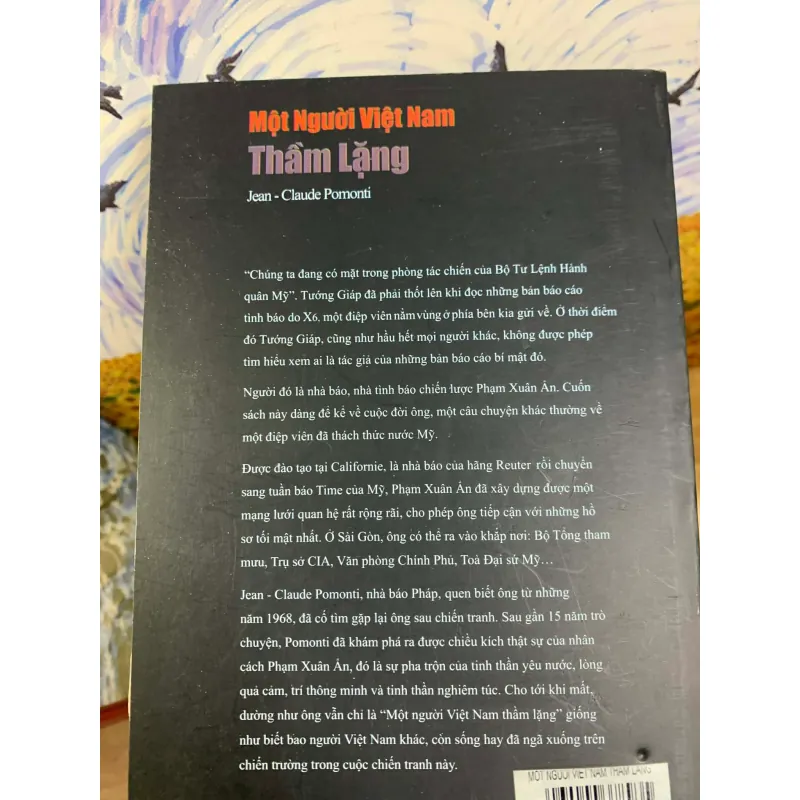 Một Người Việt Nam
Thầm Lặng
Jean - Claude Pomonti
“Chúng ta đang có mặt trong phòng tác chiến của Bộ Tư Lệnh Hành
quân Mỹ”. Tướng Giáp đã phải thốt lên khi đọc những bản báo cáo
tình báo do X6, một điệp viên nằm vùng ở phía bên kia gửi về. Ở thời điểm
đó Tướng Giáp, cũng như hầu hết mọi người khác, không được phép
tìm hiểu xem ai là tác giả của những bản báo cáo bí mật đó.
Người đó là nhà báo, nhà tình báo chiến lược Phạm Xuân Ẩn. Cuốn
sách này dàng để kể về cuộc đời ông, một câu chuyện khác thường về
một điệp viên đã thách thức nước Mỹ.
Được đào tạo tại Californie, là nhà báo của hãng Reuter rồi chuyển
sang tuần báo Time của Mỹ, Phạm Xuân Ẩn đã xây dựng được một
mạng lưới quan hệ rất rộng rãi, cho phép ông tiếp cận với những hồ
sơ tối mật nhất. Ở Sài Gòn, ông có thể ra vào khắp nơi: Bộ Tổng tham
mưu, Trụ sở CIA, Văn phòng Chính Phủ, Toà Đại sứ Mỹ…
Jean - Claude Pomonti, nhà báo Pháp, quen biết ông từ những
năm 1968, đã cố tìm gặp lại ông sau chiến tranh. Sau gần 15 năm trò
chuyện, Pomonti đã khám phá ra được chiều kích thật sự của nhân
cách Phạm Xuân Ẩn, đó là sự pha trộn của tinh thần yêu nước, lòng
quả cảm, trí thông minh và tinh thần nghiêm túc. Cho tới khi mất,
dường như ông vẫn chỉ là “Một người Việt Nam thầm lặng” giống
như biết bao người Việt Nam khác, còn sống hay đã ngã xuống trên
chiến trường trong cuộc chiến tranh này.
MOT NGUOI VIET NAM THAM LANG